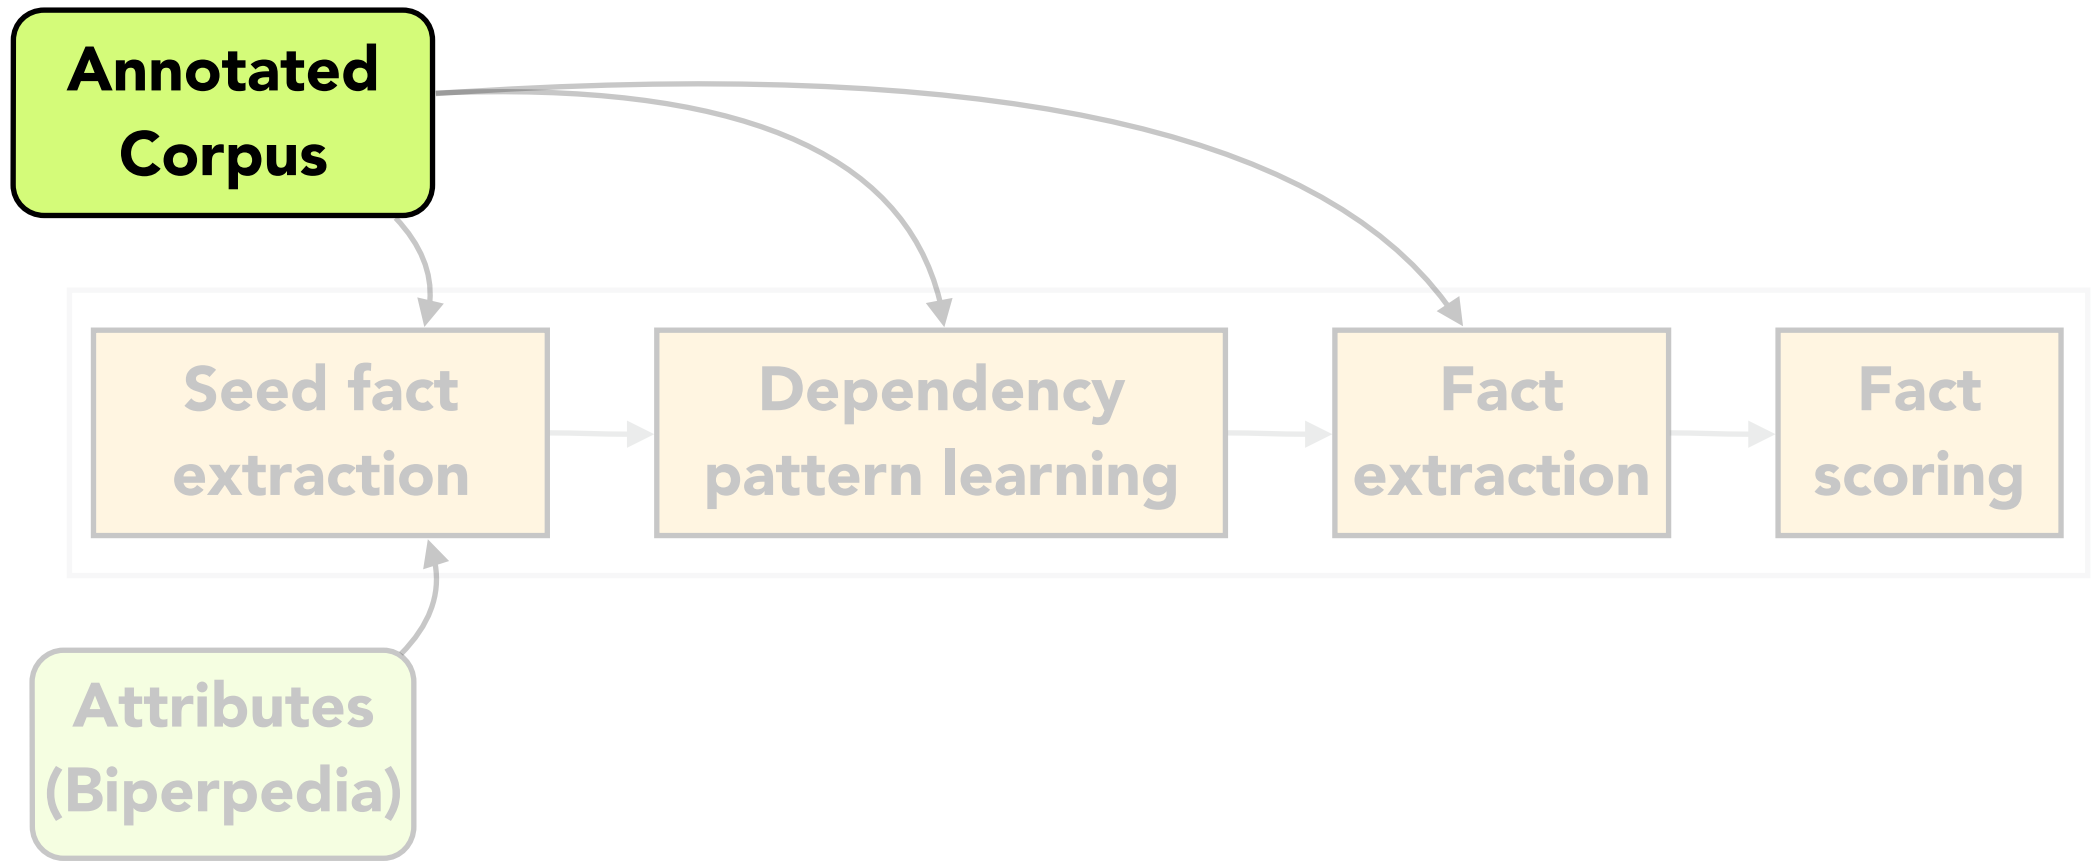 Annotated
Corpus
Seed fact
extraction
Dependency
pattern learning
Fact
extraction
Fact
scoring
Attributes
(Biperpedia)